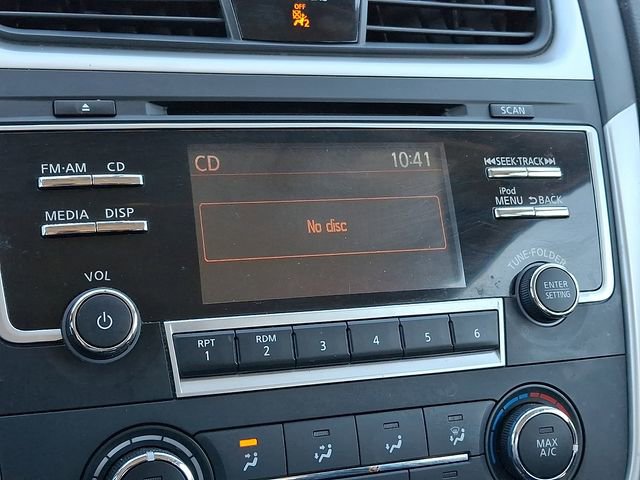 OFF
2
SCAN
FM·AM CD
CD 10:41
SEEK·TRACK
iPod
MENU BACK
MEDIA DISP
No disc
VOL
TUNE·FOLDER
ENTER
SETTING
RPT
1
RDM
2
3
4
5
6
MAX
A/C